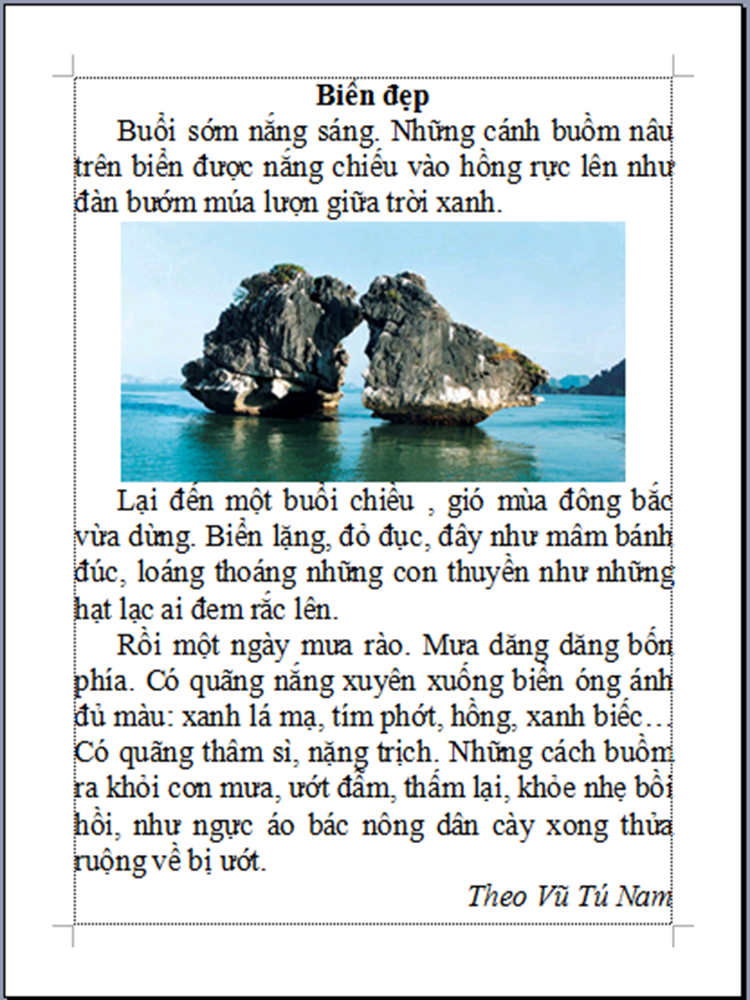 Biển đẹp
Buổi sớm nắng sáng. Những cánh buồm nâu
trên biển được nắng chiếu vào hồng rực lên như
đàn bướm múa lượn giữa trời xanh.
Lại đến một buổi chiều , gió mùa đông bắc
vừa dừng. Biển lặng, đỏ đục, đầy như mâm bánh
đúc, loáng thoáng những con thuyền như những
hạt lạc ai đem rắc lên.
Rồi một ngày mưa rào. Mưa dăng dăng bốn
phía. Có quãng nắng xuyên xuống biển óng ánh
đủ màu: xanh lá mạ, tím phớt, hồng, xanh biếc…
Có quãng thâm sì, nặng trịch. Những cách buồm
ra khỏi cơn mưa, ướt đẫm, thẫm lại, khỏe nhẹ bồi
hồi, như ngực áo bác nông dân cày xong thửa
ruộng về bị ướt.
Theo Vũ Tú Nam